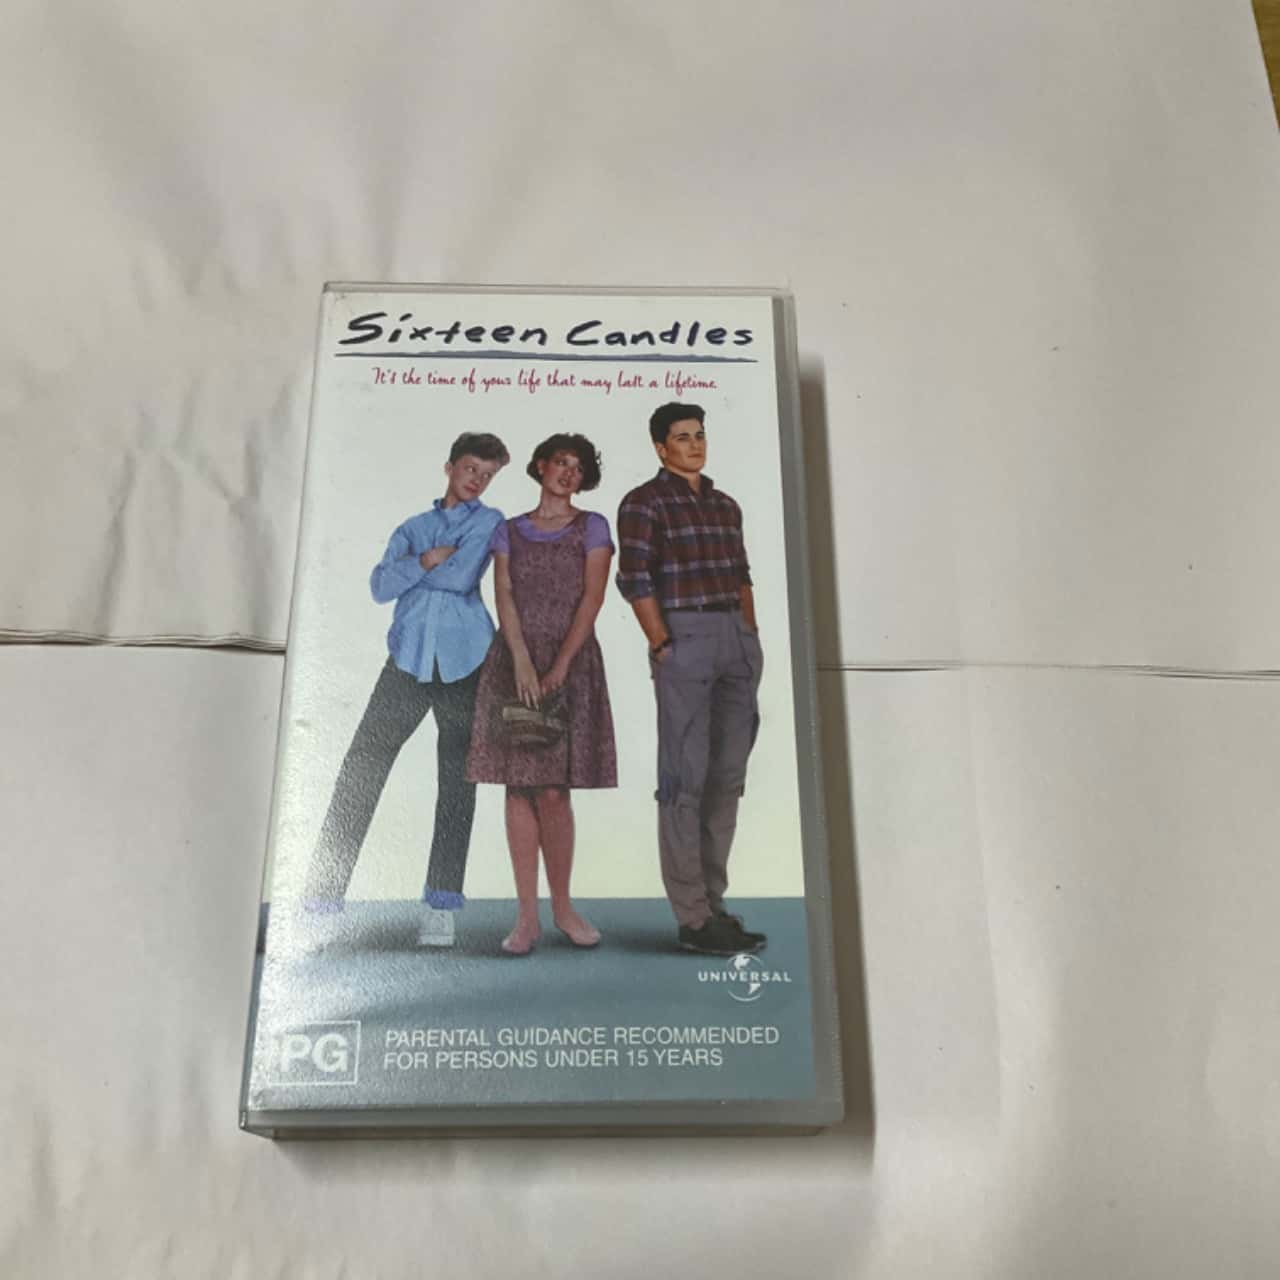 Sixteen Candles
It's the time of your life that may last a lifetime.
UNIVERSAL
PG
PARENTAL GUIDANCE RECOMMENDED
FOR PERSONS UNDER 15 YEARS